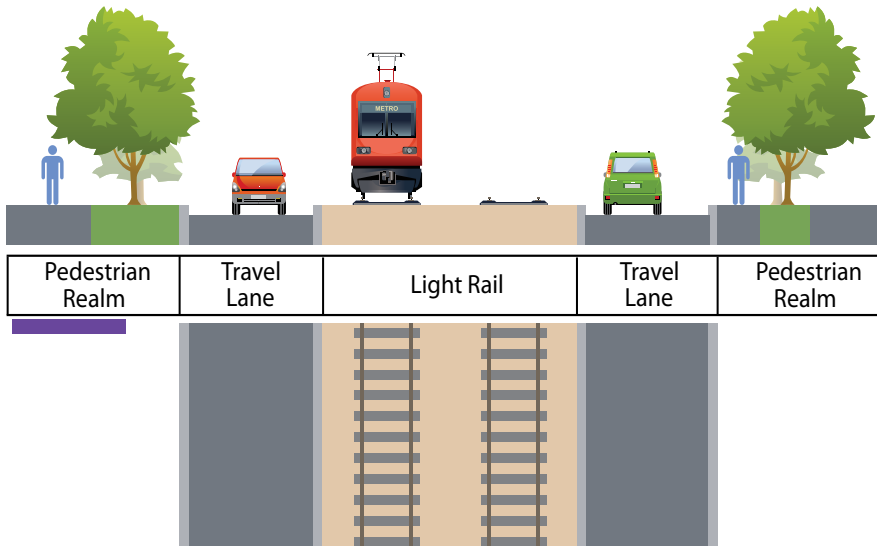 METRO
Pedestrian
Realm
Travel
Lane
Light Rail
Travel
Lane
Pedestrian
Realm